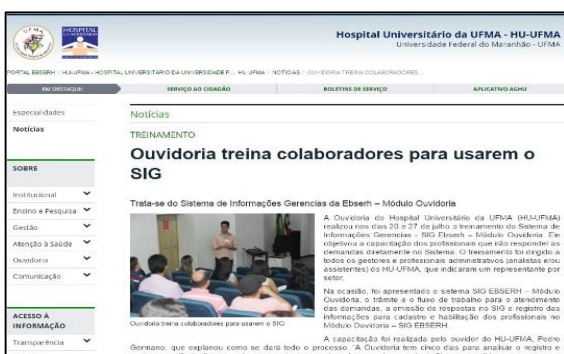 HOSPITAL
Hospital Universitário da UFMA - HU-UFMA
Universidade Federal do Maranhão - UFMA
PORTAL EBSERH / HU-UFMA - HOSPITAL UNIVERSITÁRIO DA UNIVERSIDADE F... HU-UFMA / NOTÍCIAS / OUVIDORIA TREINA COLABORADORES...
EM DESTAQUE
SERVIÇO AO CIDADÃO
BOLETINS DE SERVIÇO
APLICATIVO AGHU
Especialidades
Notícias
SOBRE
Institucional
Ensino e Pesquisa
Gestão
Atenção à Saúde
Ouvidoria
Comunicação
ACESSO À
INFORMAÇÃO
Transparência
Notícias
TREINAMENTO
Ouvidoria treina colaboradores para usarem o
SIG
Trata-se do Sistema de Informações Gerencias da Ebserh – Módulo Ouvidoria
A Ouvidoria do Hospital Universitário da UFMA (HU-UFMA)
realizou nos dias 20 e 27 de julho o treinamento do Sistema de
Informações Gerencias - SIG Ebserh – Módulo Ouvidoria. Ele
objetivou a capacitação dos profissionais que irão responder as
demandas diretamente no Sistema. O treinamento foi dirigido a
todos os gestores e profissionais administrativos (analistas e/ou
assistentes) do HU-UFMA, que indicaram um representante por
setor.
Na ocasião, foi apresentado o sistema SIG EBSERH – Módulo
Ouvidoria, o trâmite e o fluxo de trabalho para o atendimento
das demandas, a emissão de respostas no SIG e registro das
informações para cadastro e habilitação dos profissionais no
Módulo Ouvidoria – SIG EBSERH.
Ouvidoria treina colaboradores para usarem o SIG
A capacitação foi realizada pelo ouvidor do HU-UFMA, Pedro
Germano, que explanou como se dará todo o processo. "A Ouvidoria tem cinco dias para analisar o registro e